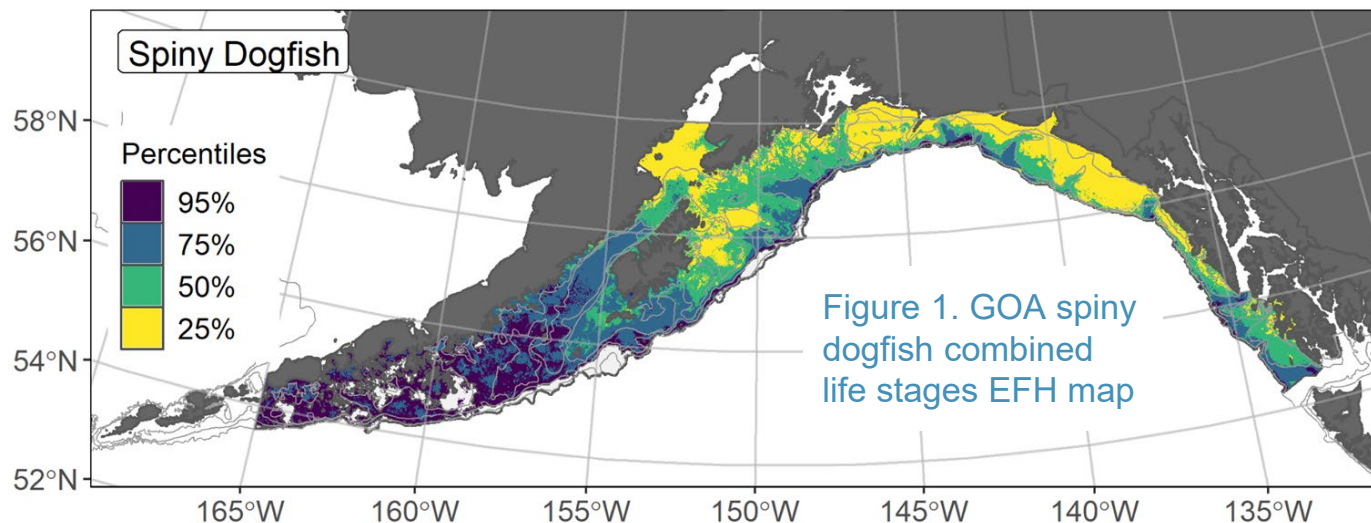 Spiny Dogfish
58°N
56°N
54°N
52°N
Percentiles
95%
75%
50%
25%
Figure 1. GOA spiny
dogfish combined
life stages EFH map
165°W 160°W 155°W 150°W 145°W 140°W 135°W